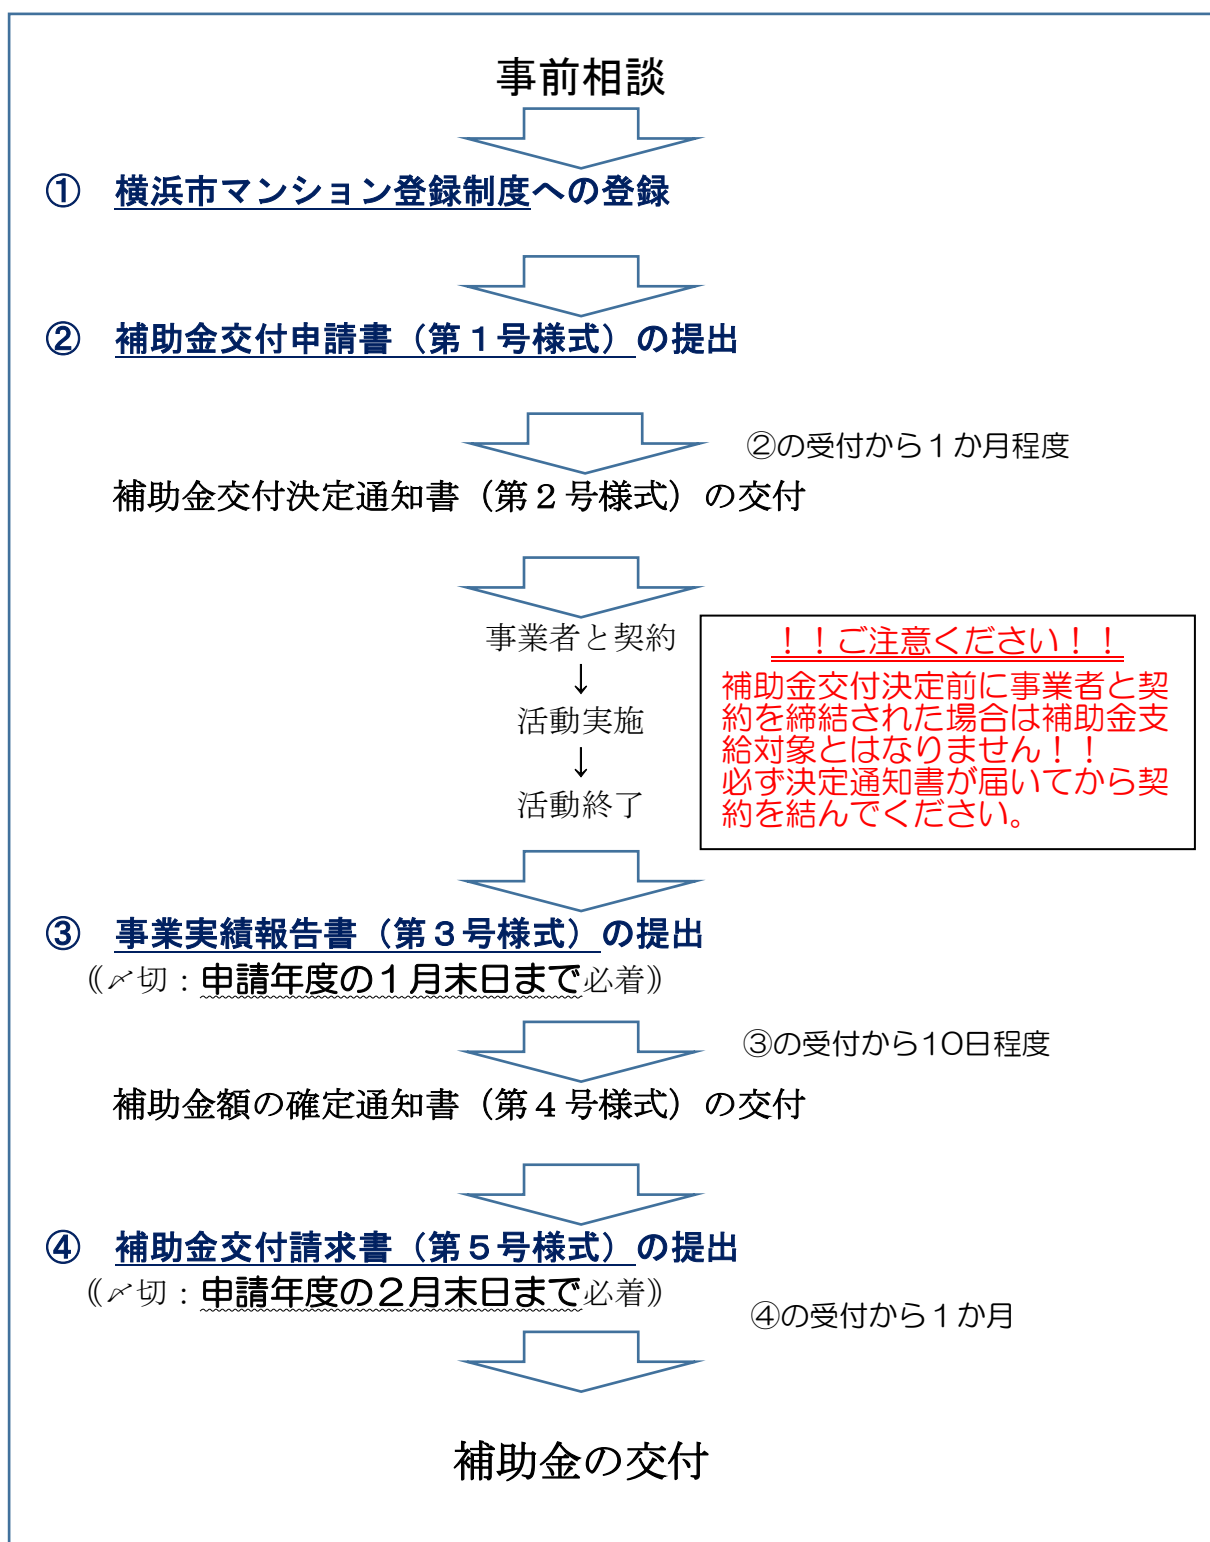 事前相談
① 横浜市マンション登録制度への登録
② 補助金交付申請書（第１号様式）の提出
②の受付から１か月程度
補助金交付決定通知書（第２号様式）の交付
事業者と契約
↓
活動実施
↓
活動終了
！！ご注意ください！！
補助金交付決定前に事業者と契
約を締結された場合は補助金支
給対象とはなりません！！
必ず決定通知書が届いてから契
約を結んでください。
③ 事業実績報告書（第３号様式）の提出
《〆切：申請年度の１月末日まで必着》
③の受付から10日程度
補助金額の確定通知書（第４号様式）の交付
④ 補助金交付請求書（第５号様式）の提出
《〆切：申請年度の２月末日まで必着》
④の受付から１か月
補助金の交付